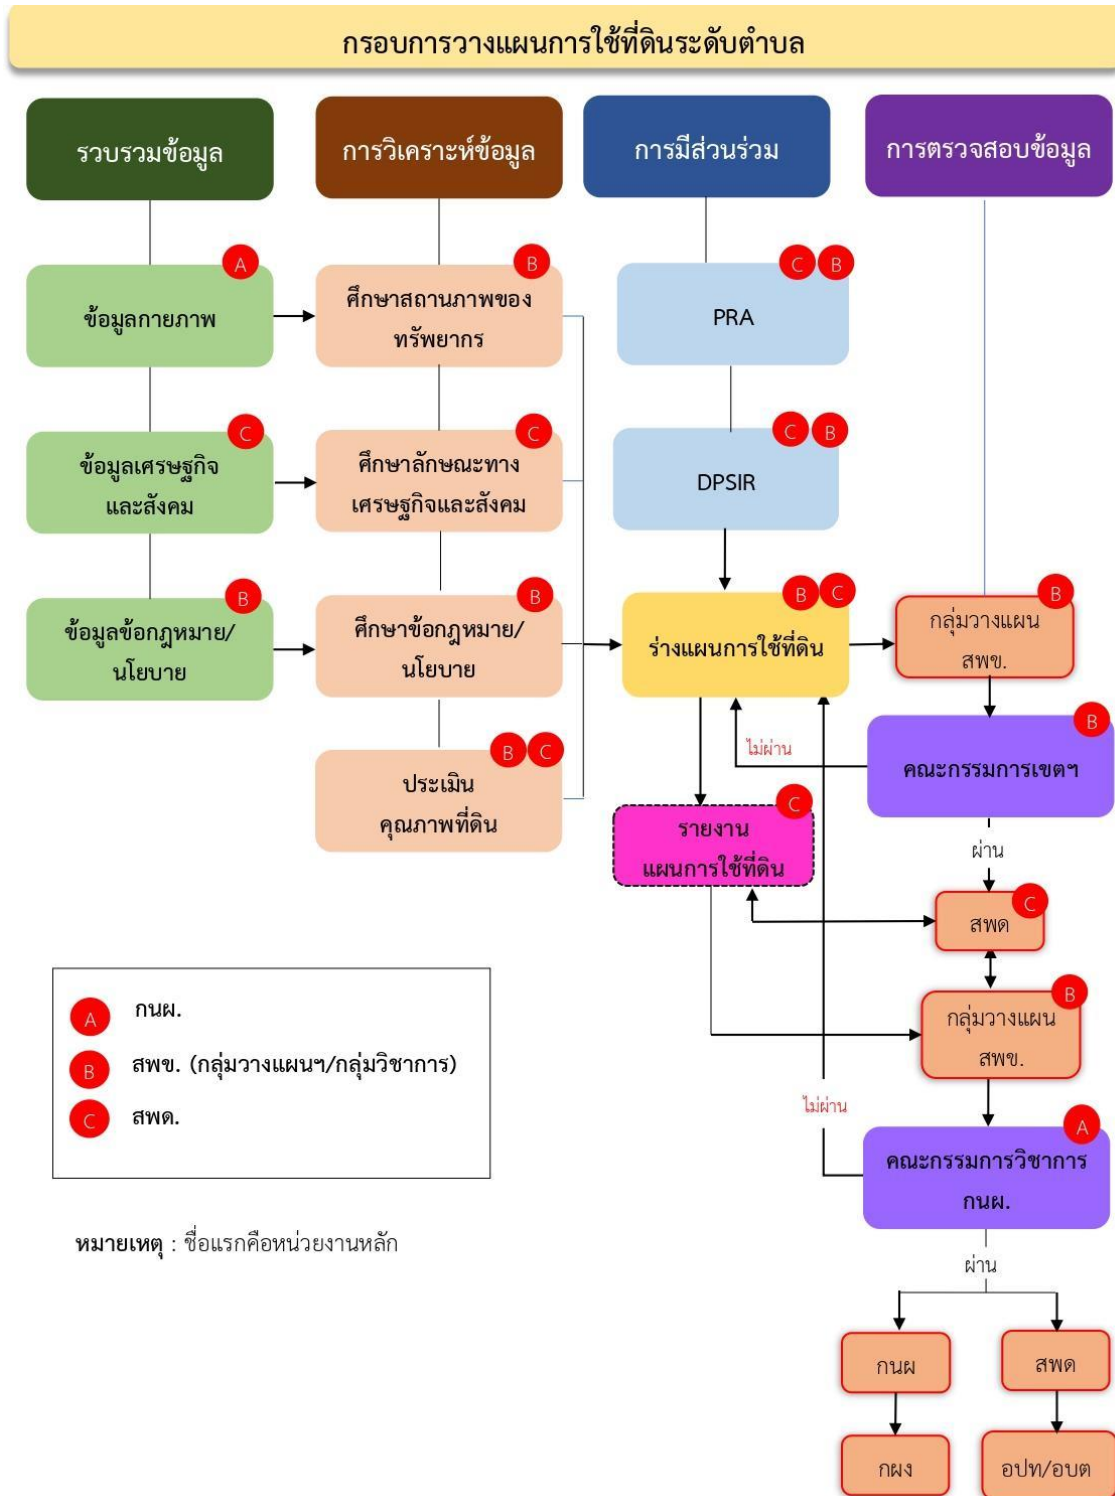 กรอบการวางแผนการใช้ที่ดินระดับตำบล
รวบรวมข้อมูล
การวิเคราะห์ข้อมูล
การมีส่วนร่วม
การตรวจสอบข้อมูล
A
ข้อมูลกายภาพ
B
ศึกษาสถานภาพของ
ทรัพยากร
C B
PRA
C
ข้อมูลเศรษฐกิจ
และสังคม
C
ศึกษาลักษณะทาง
เศรษฐกิจและสังคม
C B
DPSIR
B
ข้อมูลข้อกฎหมาย/
นโยบาย
B
ศึกษาข้อกฎหมาย/
นโยบาย
B C
ร่างแผนการใช้ที่ดิน
B
กลุ่มวางแผน
สพข.
B C
ประเมิน
คุณภาพที่ดิน
ไม่ผ่าน
B
คณะกรรมการเขตฯ
C
รายงาน
แผนการใช้ที่ดิน
ผ่าน
C
สพด
B
กลุ่มวางแผน
สพข.
ไม่ผ่าน
A
คณะกรรมการวิชาการ
กนผ.
ผ่าน
กนผ
สพด
กผง
อปท/อบต
A กนผ.
B สพข. (กลุ่มวางแผนฯ/กลุ่มวิชาการ)
C สพด.
หมายเหตุ : ชื่อแรกคือหน่วยงานหลัก